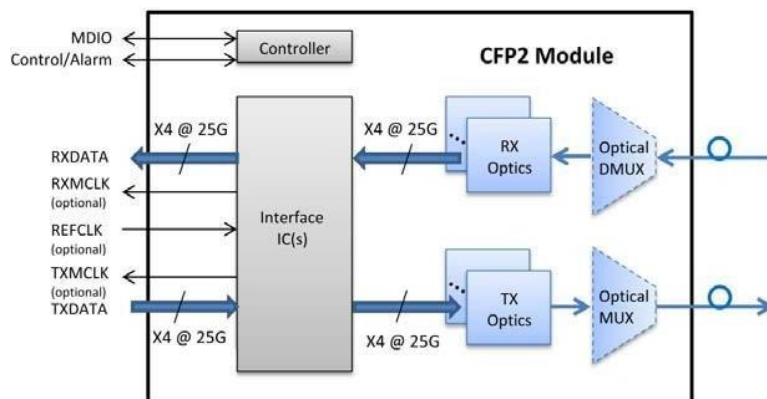 MDIO
Control/Alarm
Controller
CFP2 Module
X4 @ 25G
X4 @ 25G
RXDATA
RX
Optics
Optical
DMUX
RXMCLK
(optional)
REFCLK
(optional)
Interface
IC(s)
TXMCLK
(optional)
TXDATA
TX
Optics
Optical
MUX
X4 @ 25G
X4 @ 25G